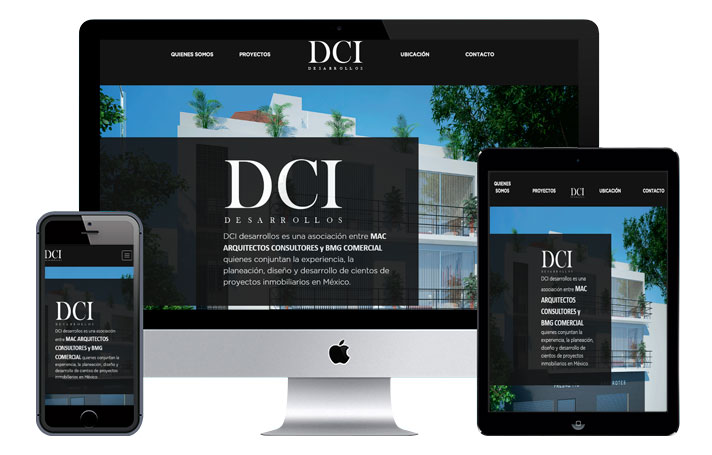 QUIENES SOMOS PROYECTOS DCI UBICACIÓN CONTACTO
DESARROLLOS
DCI
DESARROLLOS
DCI desarrollos es una asociación entre MAC
ARQUITECTOS CONSULTORES y BMG COMERCIAL
quienes conjuntan la experiencia, la
planeación, diseño y desarrollo de cientos de
proyectos inmobiliarios en México.
DCI
DCI
DESARROLLOS
DCI desarrollos es una asociación
entre MAC ARQUITECTOS
CONSULTORES y BMG
COMERCIAL quienes conjuntan la
experiencia, la planeación, diseño y
desarrollo de cientos de proyectos
inmobiliarios en México.
QUIENES
SOMOS PROYECTOS DCI UBICACIÓN CONTACTO
DCI
DESARROLLOS
DCI desarrollos es una
asociación entre MAC
ARQUITECTOS
CONSULTORES y
BMG COMERCIAL
quienes conjuntan la
experiencia, la planeación,
diseño y desarrollo de
cientos de proyectos
inmobiliarios en México.